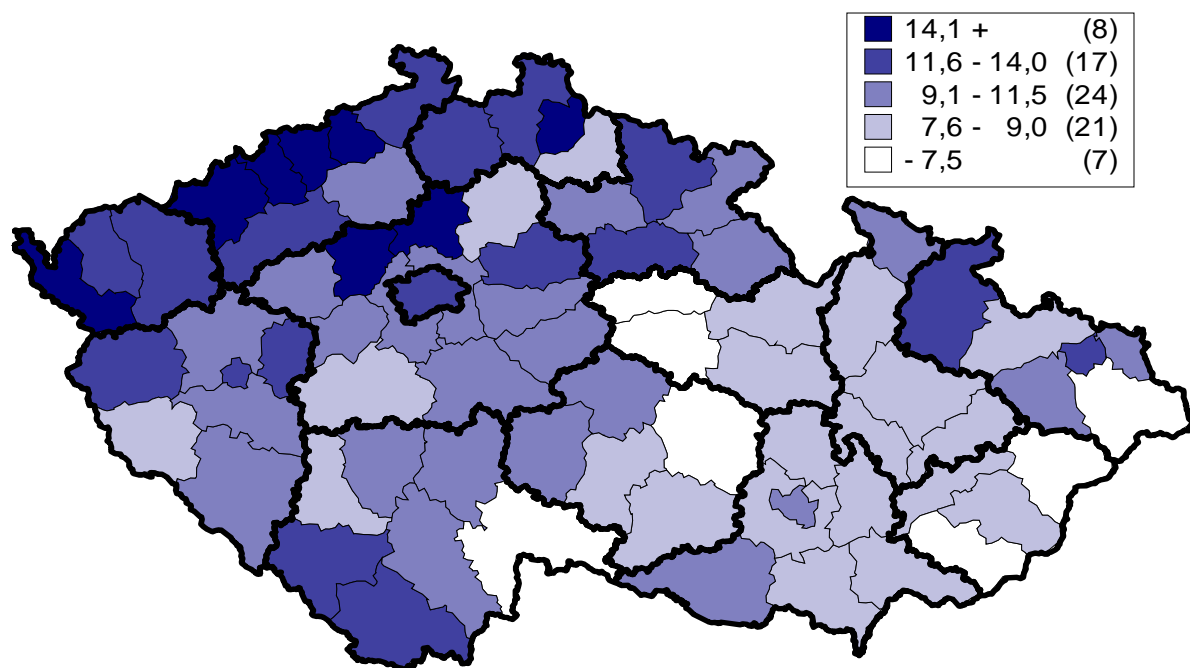 14,1 + (8)
11,6 - 14,0 (17)
9,1 - 11,5 (24)
7,6 - 9,0 (21)
- 7,5 (7)